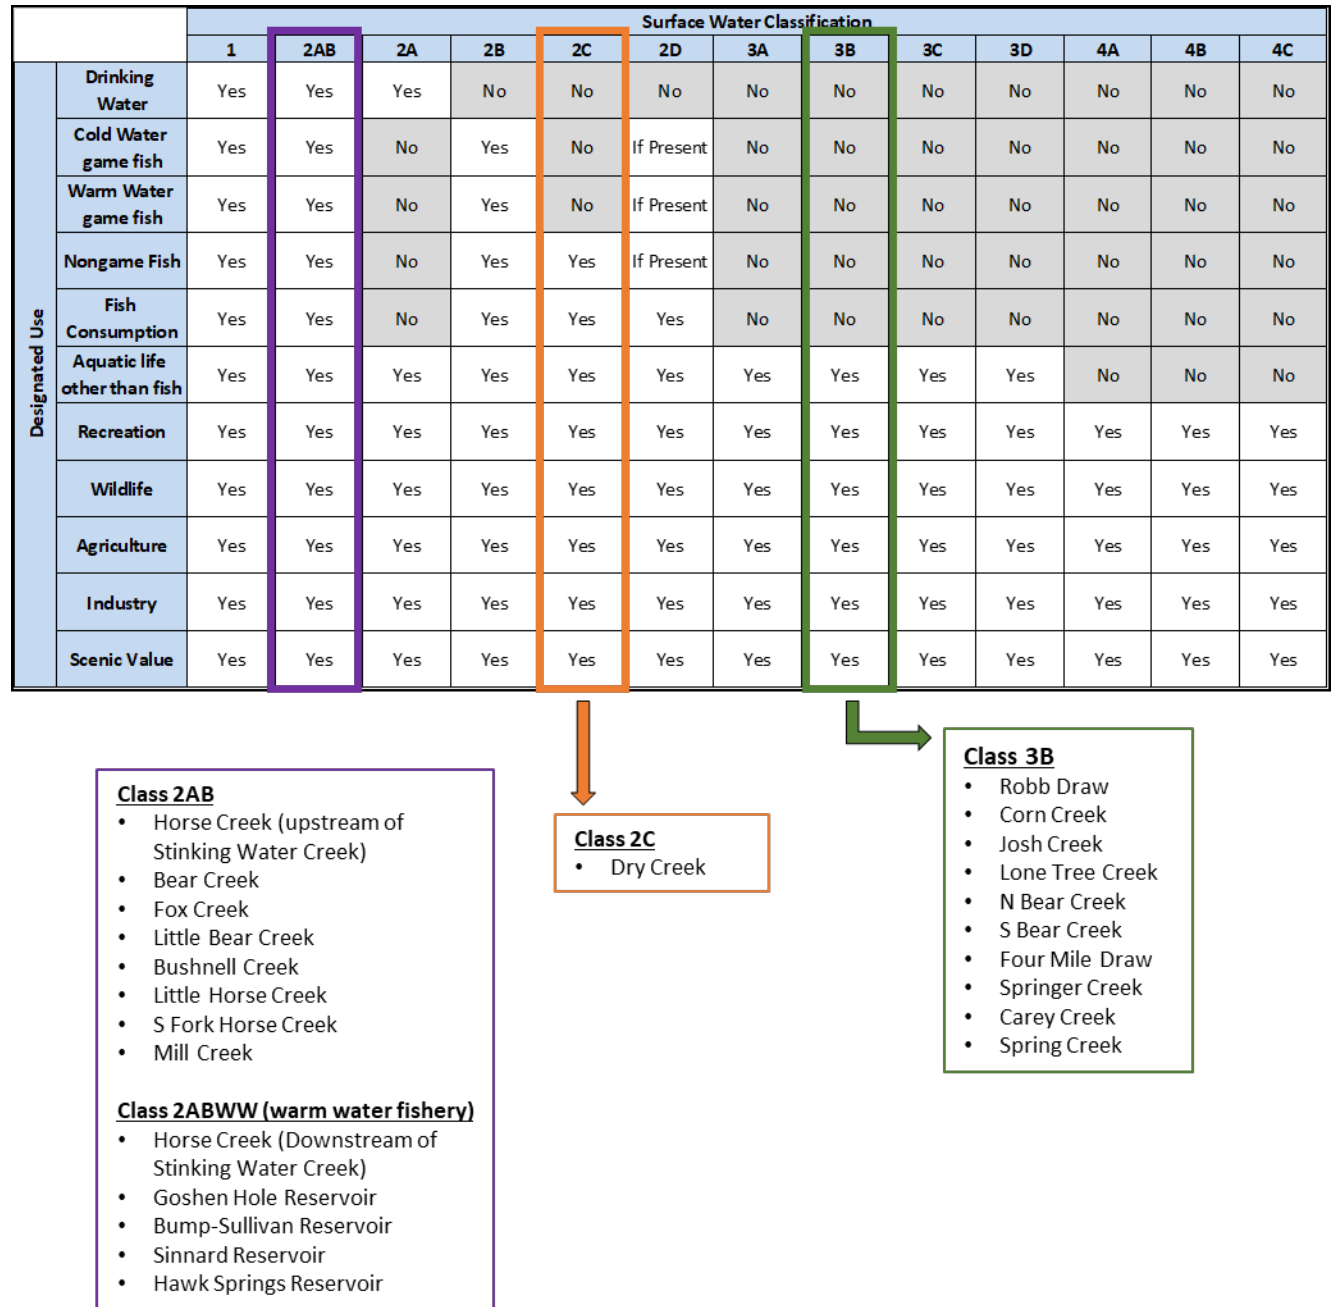 Surface Water Classification
1 2AB 2A 2B 2C 2D 3A 3B 3C 3D 4A 4B 4C
Designated Use
Drinking Water Yes Yes Yes No No No No No No No No No No
Cold Water game fish Yes Yes No Yes No If Present No No No No No No No
Warm Water game fish Yes Yes No Yes No If Present No No No No No No No
Nongame Fish Yes Yes No Yes Yes If Present No No No No No No No
Fish Consumption Yes Yes No Yes Yes Yes No No No No No No No
Aquatic life other than fish Yes Yes Yes Yes Yes Yes Yes Yes Yes Yes No No No
Recreation Yes Yes Yes Yes Yes Yes Yes Yes Yes Yes Yes Yes Yes
Wildlife Yes Yes Yes Yes Yes Yes Yes Yes Yes Yes Yes Yes Yes
Agriculture Yes Yes Yes Yes Yes Yes Yes Yes Yes Yes Yes Yes Yes
Industry Yes Yes Yes Yes Yes Yes Yes Yes Yes Yes Yes Yes Yes
Scenic Value Yes Yes Yes Yes Yes Yes Yes Yes Yes Yes Yes Yes Yes
Class 2AB
• Horse Creek (upstream of
Stinking Water Creek)
• Bear Creek
• Fox Creek
• Little Bear Creek
• Bushnell Creek
• Little Horse Creek
• S Fork Horse Creek
• Mill Creek
Class 2ABWW (warm water fishery)
• Horse Creek (Downstream of
Stinking Water Creek)
• Goshen Hole Reservoir
• Bump-Sullivan Reservoir
• Sinnard Reservoir
• Hawk Springs Reservoir
Class 2C
• Dry Creek
Class 3B
• Robb Draw
• Corn Creek
• Josh Creek
• Lone Tree Creek
• N Bear Creek
• S Bear Creek
• Four Mile Draw
• Springer Creek
• Carey Creek
• Spring Creek